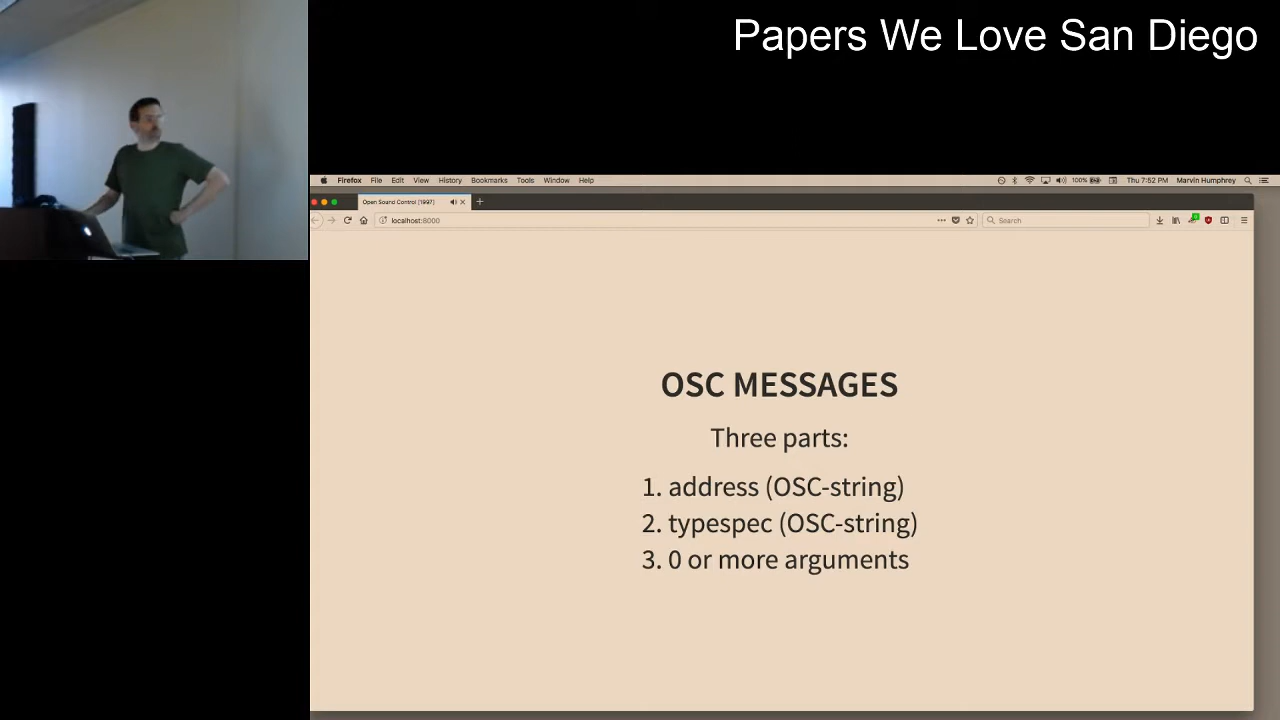 Papers We Love San Diego
Firefox File Edit View History Bookmarks Tools Window Help
100% Thu 7:52 PM Marvin Humphrey
Open Sound Control [1997]
localhost:8000
Search
OSC MESSAGES
Three parts:
1. address (OSC-string)
2. typespec (OSC-string)
3. 0 or more arguments